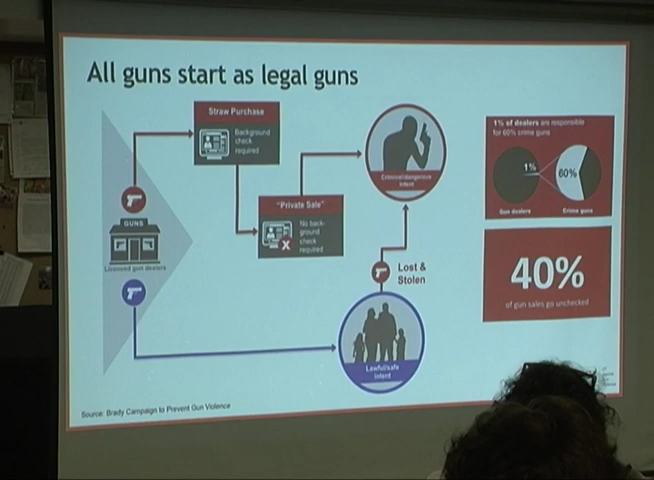 All guns start as legal guns
Straw Purchase
Background
check
required
"Private Sale"
No back-
ground
check
required
X
GUNS
Licensed gun dealers
Criminal/dangerous
intent
Lost &
Stolen
Lawful/safe
intent
1% of dealers are responsible
for 60% crime guns
1%
60%
Gun dealers
Crime guns
40%
of gun sales go unchecked
Source: Brady Campaign to Prevent Gun Violence